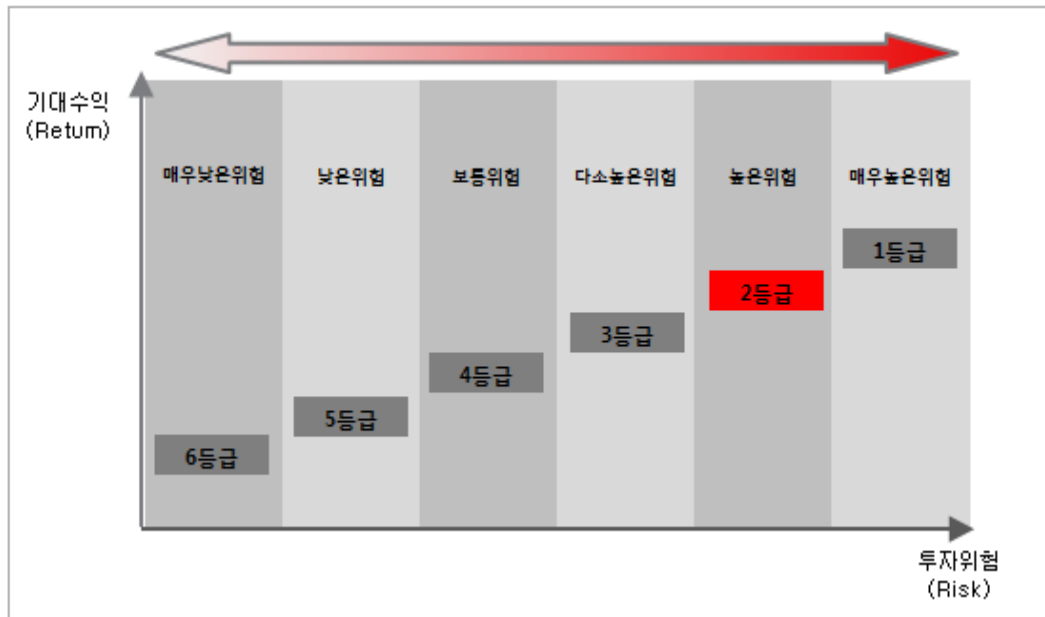 기대수익
(Retum)
매우낮은위험 낮은위험 보통위험 다소높은위험 높은위험 매우높은위험
1등급
2등급
3등급
4등급
5등급
6등급
투자위험
(Risk)